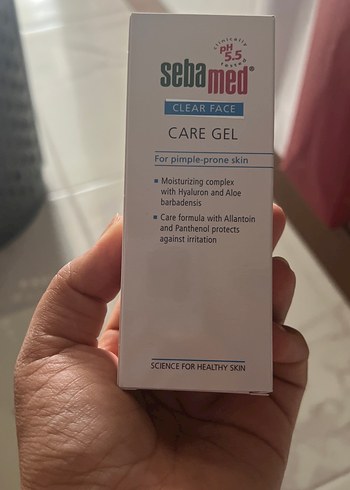 clinically
pH
5.5
tested
sebamed®
CLEAR FACE
CARE GEL
For pimple-prone skin
▪ Moisturizing complex
with Hyaluron and Aloe
barbadensis
▪ Care formula with Allantoin
and Panthenol protects
against irritation
SCIENCE FOR HEALTHY SKIN